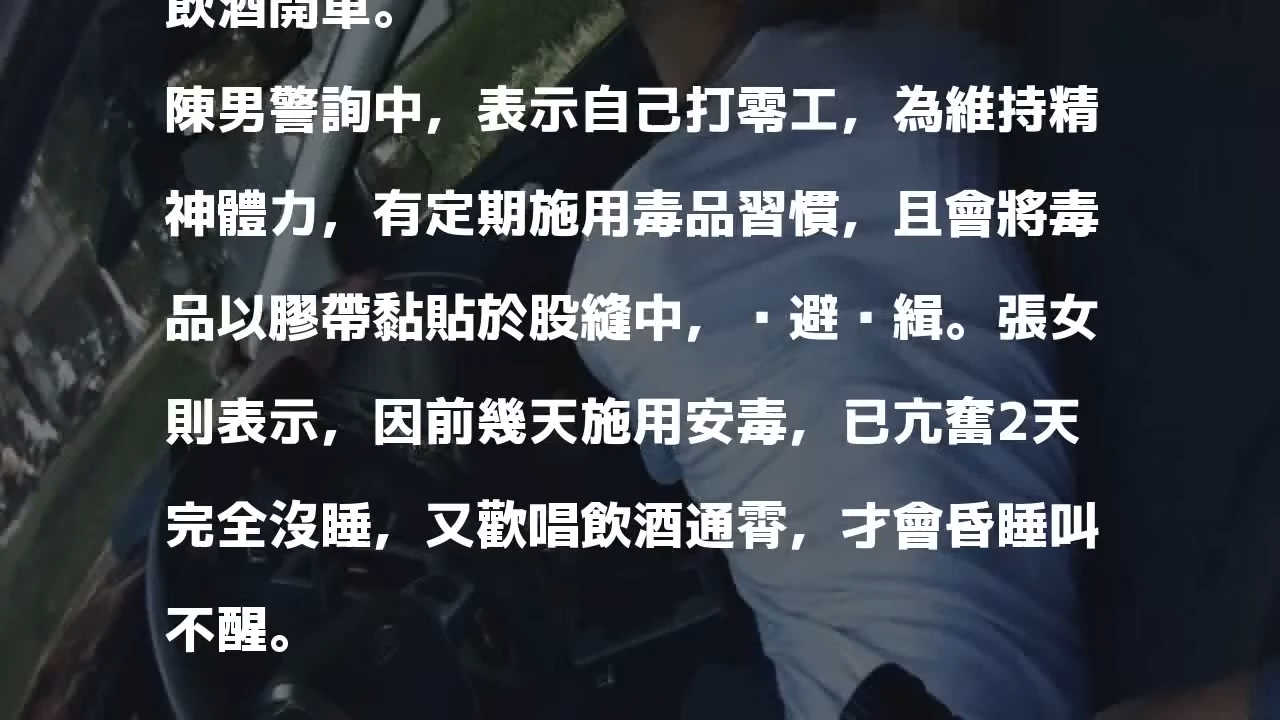 飲酒開車。
陳男警詢中，表示自己打零工，為維持精
神體力，有定期施用毒品習慣，且會將毒
品以膠帶黏貼於股縫中，▪避▪緝。張女
則表示，因前幾天施用安毒，已亢奮2天
完全沒睡，又歡唱飲酒通霄，才會昏睡叫
不醒。